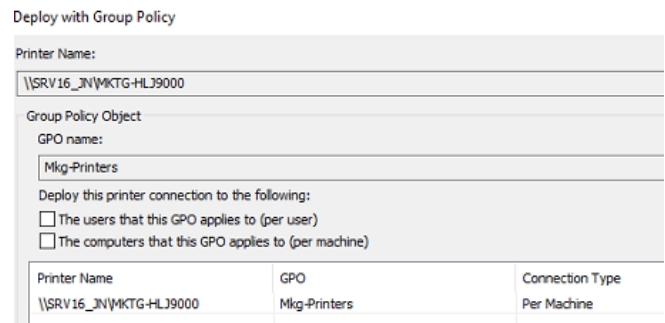 Deploy with Group Policy
Printer Name:
\\SRV16_JN\MKTG-HLJ9000
Group Policy Object
GPO name:
Mkg-Printers
Deploy this printer connection to the following:
The users that this GPO applies to (per user)
The computers that this GPO applies to (per machine)
Printer Name GPO Connection Type
\\SRV16_JN\MKTG-HLJ9000 Mkg-Printers Per Machine